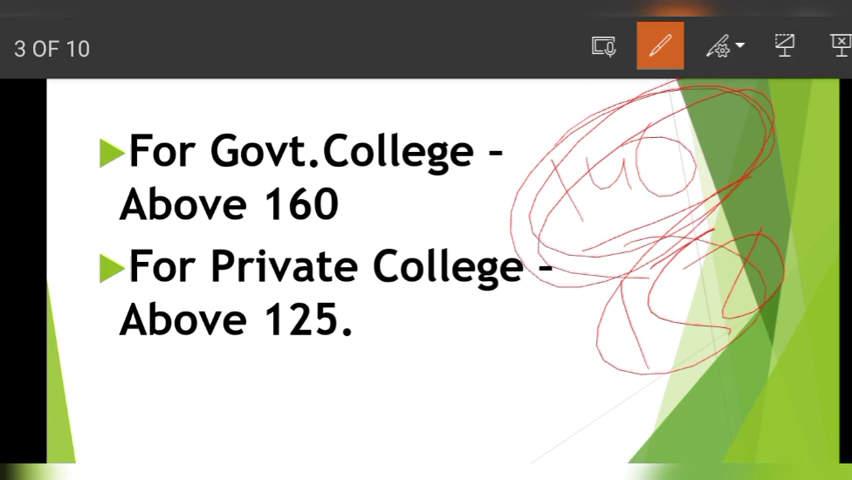 3 OF 10
For Govt.College –
Above 160
For Private College –
Above 125.